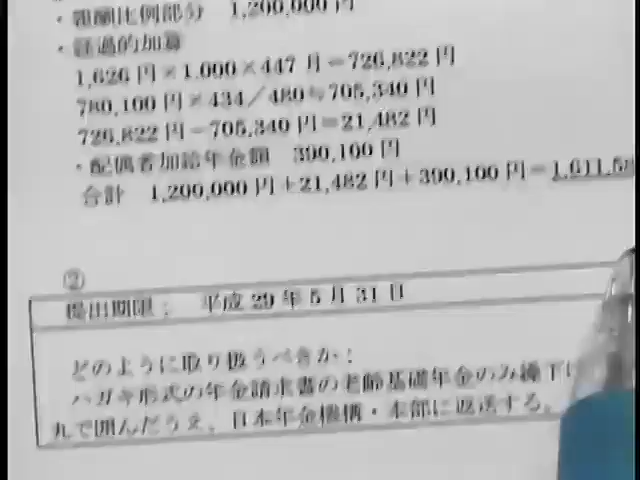 ・報酬比例部分 1,200,000円
・経過的加算
1,626円×1.000×447月=726,822円
780,100円×434/480≒705,340円
726,822円−705,340円=21,482円
・配偶者加給年金額 390,100円
合計 1,200,000円+21,482円+390,100円=1,611,58
②
提出期限： 平成29年5月31日
どのように取り扱うべきか：
ハガキ形式の年金請求書の老齢基礎年金のみ繰下げ
丸で囲んだうえ、日本年金機構・本部に返送する。